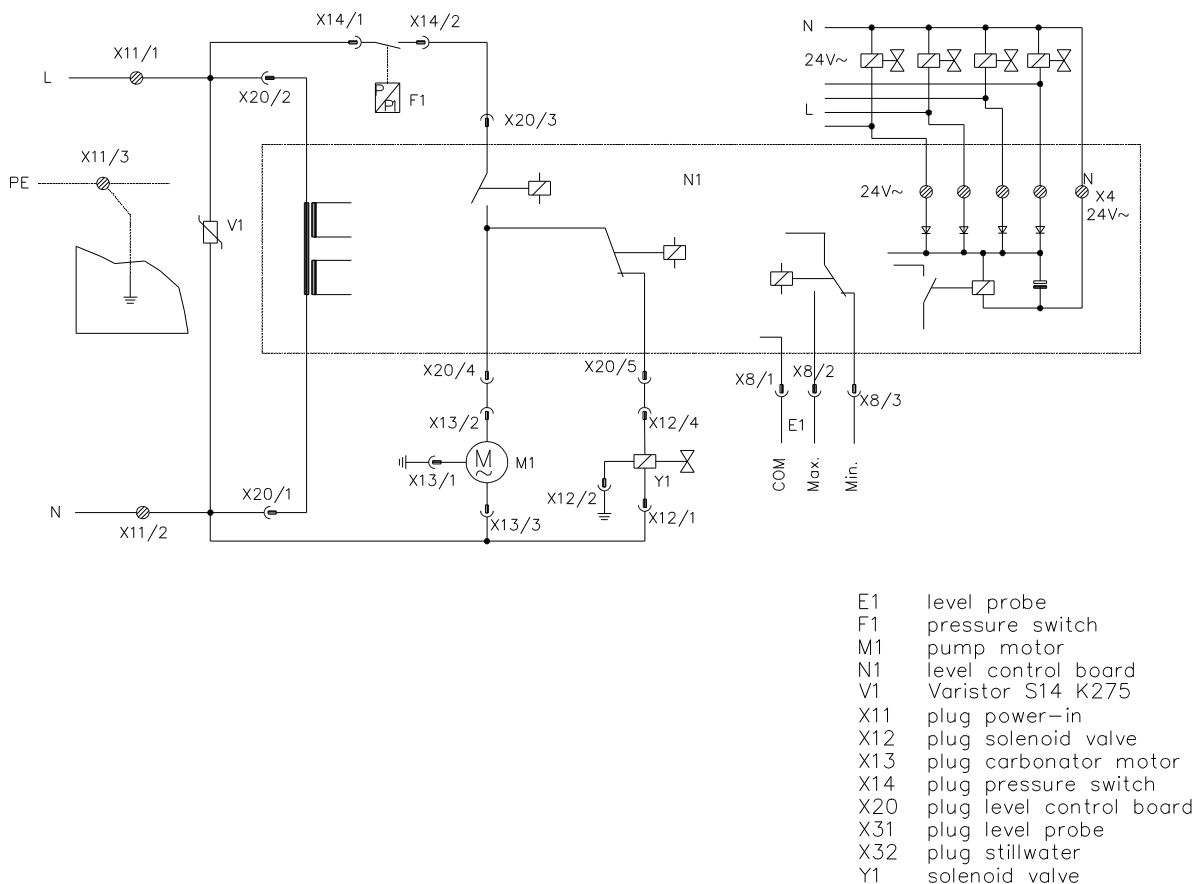 X14/1 X14/2
N
X11/1
24V~
L
X20/2
P
P1
F1
L
X20/3
X11/3
PE
N1
24V~
N
X4
24V~
V1
X20/4
X20/5
X8/1
X8/2
X8/3
X13/2
X12/4
E1
M
~
M1
X13/1
Y1
COM
Max.
Min.
X20/1
X12/2
N
X11/2
X13/3
X12/1
E1 level probe
F1 pressure switch
M1 pump motor
N1 level control board
V1 Varistor S14 K275
X11 plug power-in
X12 plug solenoid valve
X13 plug carbonator motor
X14 plug pressure switch
X20 plug level control board
X31 plug level probe
X32 plug stillwater
Y1 solenoid valve